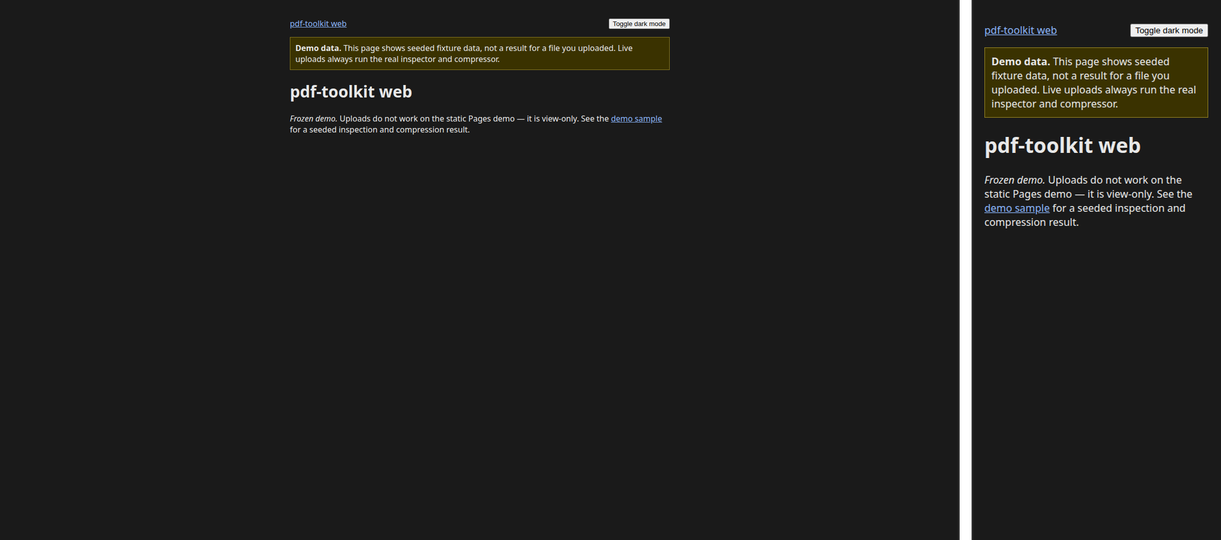 pdf-toolkit web
Toggle dark mode
Demo data. This page shows seeded fixture data, not a result for a file you uploaded. Live
uploads always run the real inspector and compressor.
pdf-toolkit web
Frozen demo. Uploads do not work on the static Pages demo — it is view-only. See the demo sample
for a seeded inspection and compression result.
pdf-toolkit web
Toggle dark mode
Demo data. This page shows seeded
fixture data, not a result for a file you
uploaded. Live uploads always run the real
inspector and compressor.
pdf-toolkit web
Frozen demo. Uploads do not work on the
static Pages demo — it is view-only. See the
demo sample for a seeded inspection and
compression result.